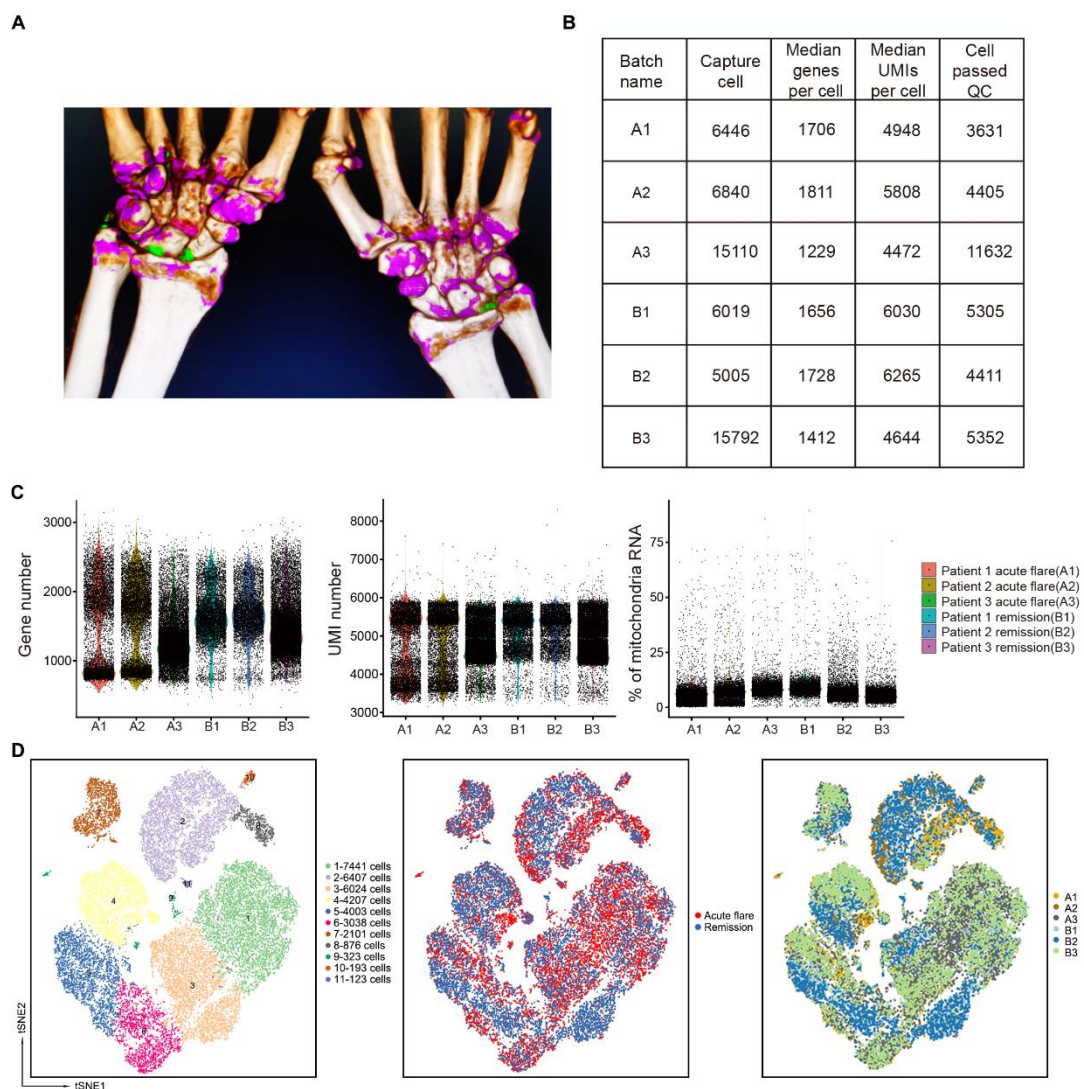 A
B
Batch name
Capture cell
Median genes per cell
Median UMIs per cell
Cell passed QC
A1 6446 1706 4948 3631
A2 6840 1811 5808 4405
A3 15110 1229 4472 11632
B1 6019 1656 6030 5305
B2 5005 1728 6265 4411
B3 15792 1412 4644 5352
C
Gene number
3000
2000
1000
A1 A2 A3 B1 B2 B3
UMI number
8000
7000
6000
5000
4000
3000
A1 A2 A3 B1 B2 B3
% of mitochondria RNA
75
50
25
0
A1 A2 A3 B1 B2 B3
Patient 1 acute flare(A1)
Patient 2 acute flare(A2)
Patient 3 acute flare(A3)
Patient 1 remission(B1)
Patient 2 remission(B2)
Patient 3 remission(B3)
D
10
2
4
9
11
1
3
6
1-7441 cells
2-6407 cells
3-6024 cells
4-4207 cells
5-4003 cells
6-3038 cells
7-2101 cells
8-876 cells
9-323 cells
10-193 cells
11-123 cells
tSNE2
tSNE1
Acute flare
Remission
A1
A2
A3
B1
B2
B3